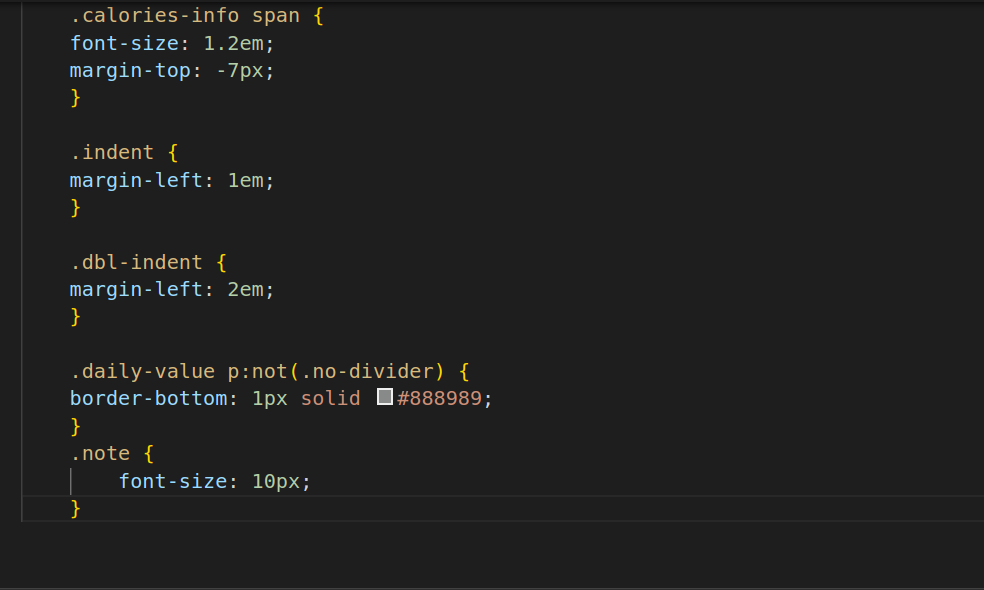 .calories-info span {
font-size: 1.2em;
margin-top: -7px;
}
.indent {
margin-left: 1em;
}
.dbl-indent {
margin-left: 2em;
}
.daily-value p:not(.no-divider) {
border-bottom: 1px solid #888989;
}
.note {
font-size: 10px;
}